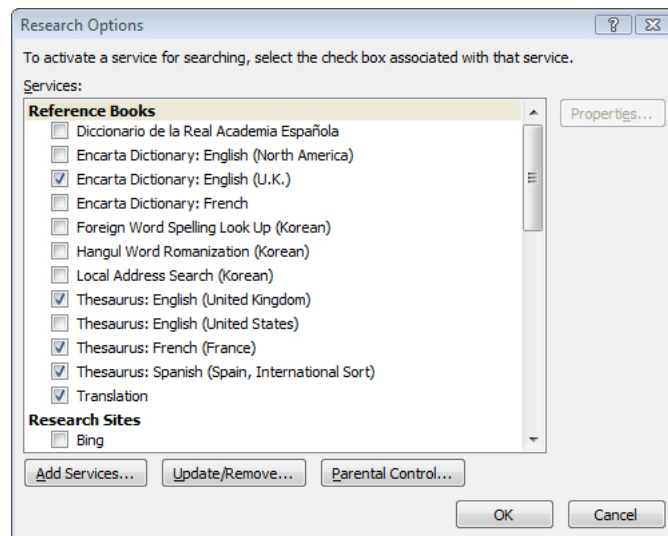 Research Options
To activate a service for searching, select the check box associated with that service.
Services:
Reference Books
Diccionario de la Real Academia Española
Encarta Dictionary: English (North America)
Encarta Dictionary: English (U.K.)
Encarta Dictionary: French
Foreign Word Spelling Look Up (Korean)
Hangul Word Romanization (Korean)
Local Address Search (Korean)
Thesaurus: English (United Kingdom)
Thesaurus: English (United States)
Thesaurus: French (France)
Thesaurus: Spanish (Spain, International Sort)
Translation
Research Sites
Bing
Properties...
Add Services... Update/Remove... Parental Control...
OK Cancel